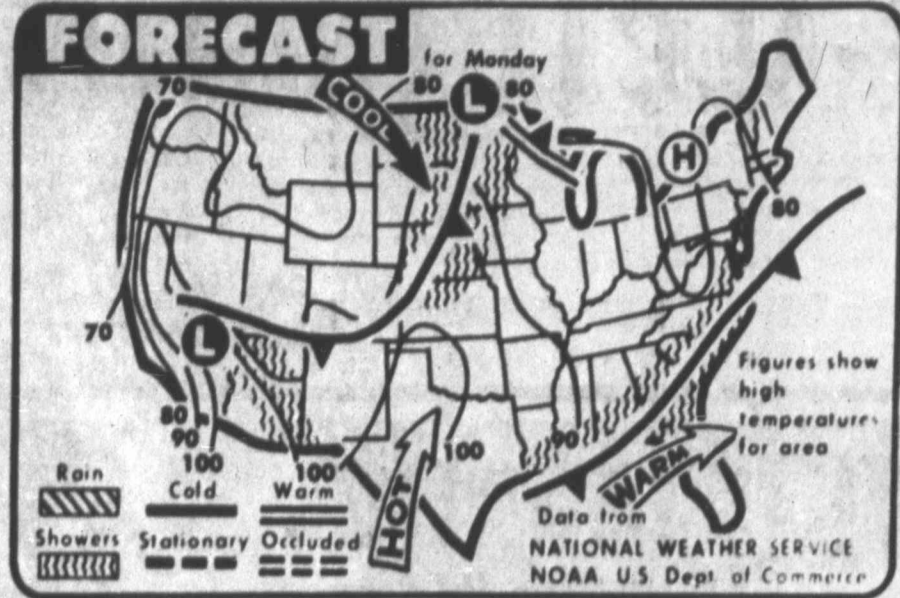 FORECAST
for Monday
70
80
L
80
COOL
H
80
70
L
Figures show
high
temperatures
for area
80
90
100
100
100
90
HOT
WARM
Rain
Cold
Warm
Showers
Stationary
Occluded
Data from
NATIONAL WEATHER SERVICE
NOAA U.S. Dept. of Commerce